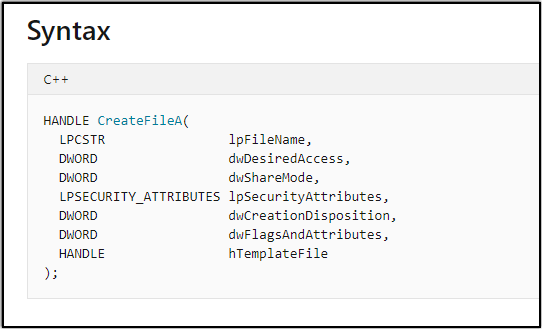 Syntax
C++
HANDLE CreateFileA(
  LPCSTR                lpFileName,
  DWORD                 dwDesiredAccess,
  DWORD                 dwShareMode,
  LPSECURITY_ATTRIBUTES lpSecurityAttributes,
  DWORD                 dwCreationDisposition,
  DWORD                 dwFlagsAndAttributes,
  HANDLE                hTemplateFile
);